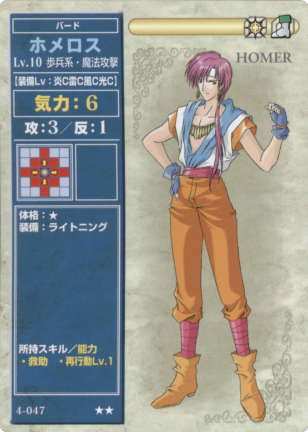 バード
ホメロス
Lv.10 歩兵系・魔法攻撃
【装備Lv:炎C雷C風C光C】
気力:6
攻:3/反:1
体格:★
装備:ライトニング
所持スキル/能力
・救助 ・再行動Lv.1
4-047 ★★
HOMER